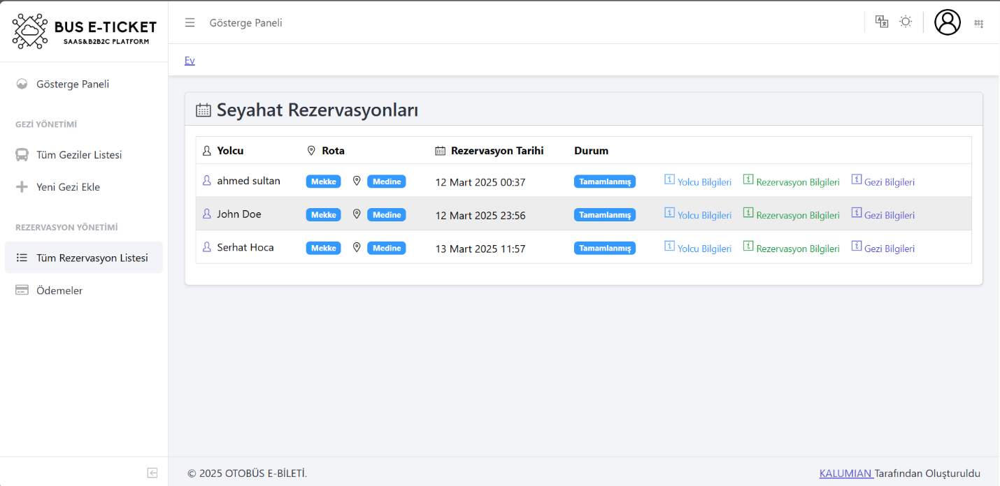 BUS E-TICKET
SAAS&B2B2C PLATFORM
Gösterge Paneli
Ev
Gösterge Paneli
GEZİ YÖNETİMİ
Tüm Geziler Listesi
Yeni Gezi Ekle
REZERVASYON YÖNETİMİ
Tüm Rezervasyon Listesi
Ödemeler
Seyahat Rezervasyonları
Yolcu Rota Rezervasyon Tarihi Durum
ahmed sultan Mekke Medine 12 Mart 2025 00:37 Tamamlanmış Yolcu Bilgileri Rezervasyon Bilgileri Gezi Bilgileri
John Doe Mekke Medine 12 Mart 2025 23:56 Tamamlanmış Yolcu Bilgileri Rezervasyon Bilgileri Gezi Bilgileri
Serhat Hoca Mekke Medine 13 Mart 2025 11:57 Tamamlanmış Yolcu Bilgileri Rezervasyon Bilgileri Gezi Bilgileri
© 2025 OTOBÜS E-BİLETİ. KALUMIAN Tarafından Oluşturuldu